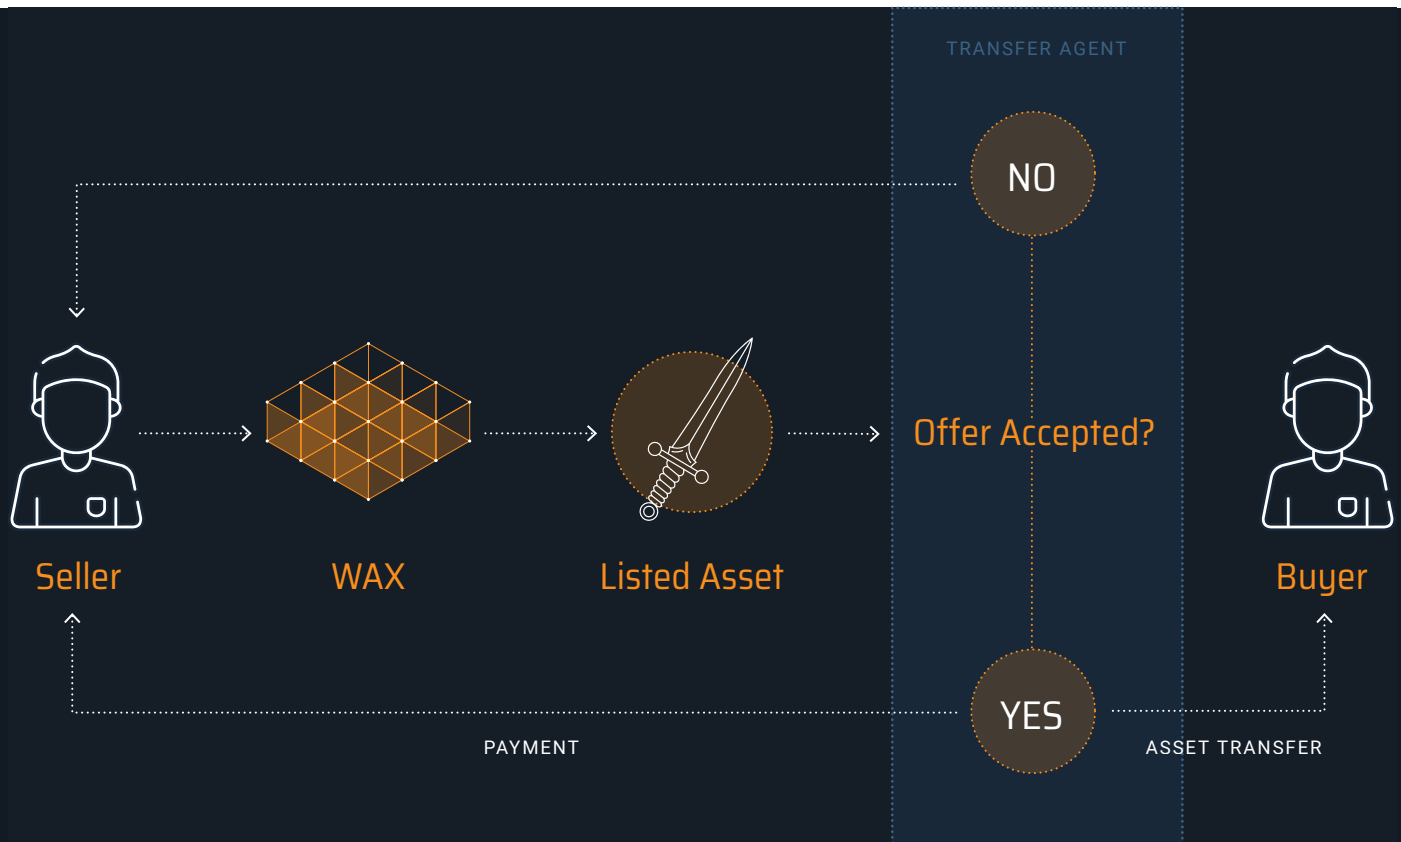 TRANSFER AGENT
NO
Offer Accepted?
Seller
WAX
Listed Asset
Buyer
YES
PAYMENT
ASSET TRANSFER